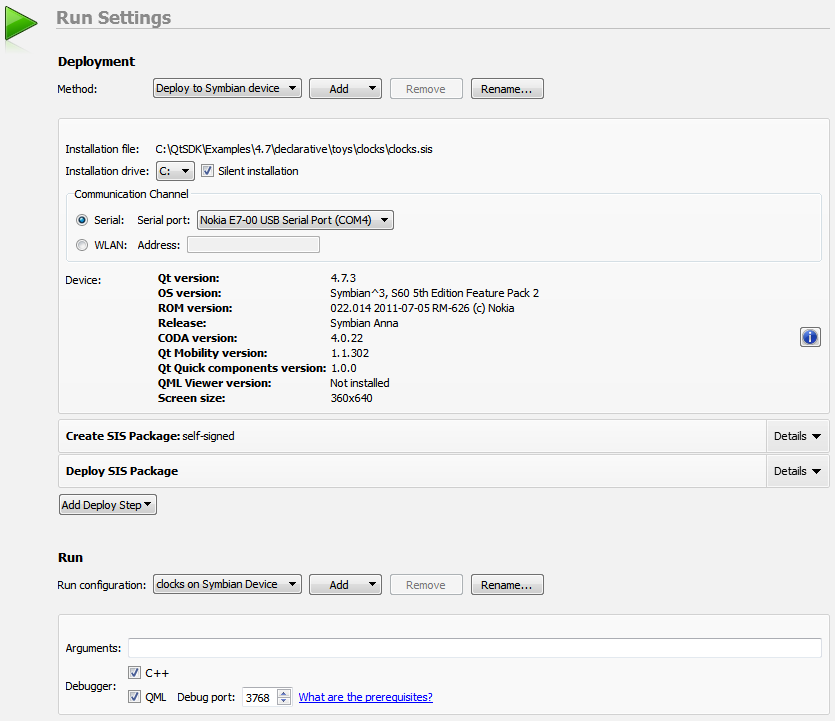 Run Settings
Deployment
Method: Deploy to Symbian device Add Remove Rename...
Installation file: C:\QtSDK\Examples\4.7\declarative\toys\clocks\clocks.sis
Installation drive: C: Silent installation
Communication Channel
Serial: Serial port: Nokia E7-00 USB Serial Port (COM4)
WLAN: Address:
Device: Qt version: 4.7.3
OS version: Symbian^3, S60 5th Edition Feature Pack 2
ROM version: 022.014 2011-07-05 RM-626 (c) Nokia
Release: Symbian Anna
CODA version: 4.0.22
Qt Mobility version: 1.1.302
Qt Quick components version: 1.0.0
QML Viewer version: Not installed
Screen size: 360x640
Create SIS Package: self-signed Details
Deploy SIS Package Details
Add Deploy Step
Run
Run configuration: clocks on Symbian Device Add Remove Rename...
Arguments:
C++
Debugger:
QML Debug port: 3768 What are the prerequisites?